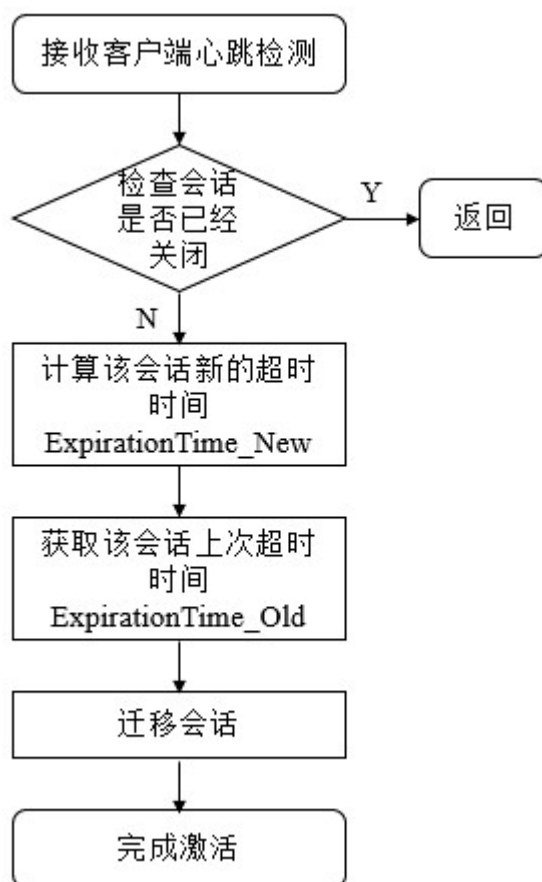 接收客户端心跳检测
检查会话
是否已经
关闭
Y
返回
N
计算该会话新的超时
时间
ExpirationTime_New
获取该会话上次超时
时间
ExpirationTime_Old
迁移会话
完成激活